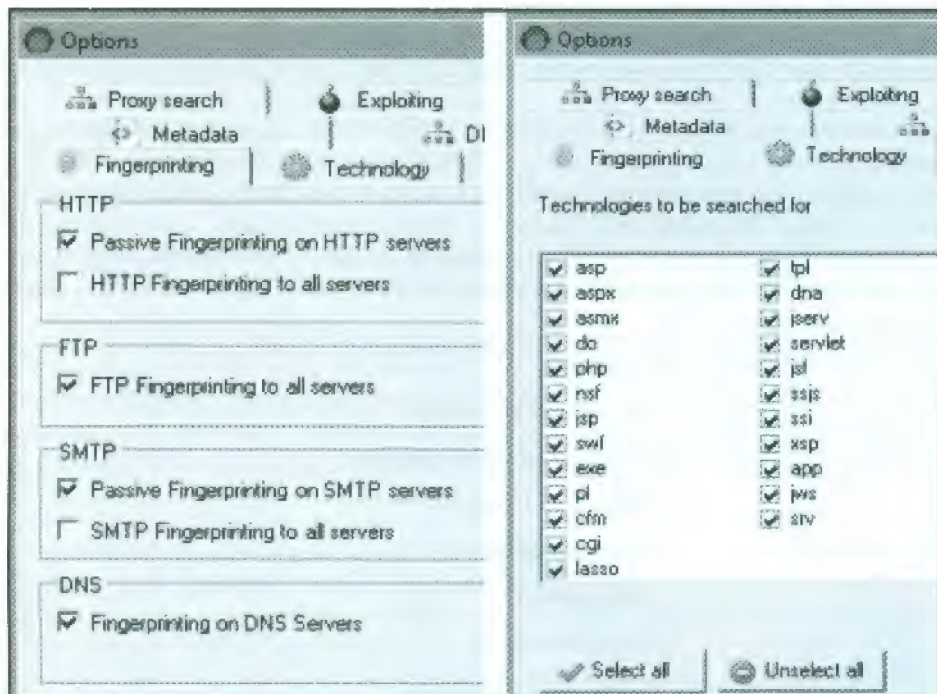 Options
Proxy search
Exploiting
Metadata
Fingerprinting
Technology
HTTP
Passive Fingerprinting on HTTP servers
HTTP Fingerprinting to all servers
FTP
FTP Fingerprinting to all servers
SMTP
Passive Fingerprinting on SMTP servers
SMTP Fingerprinting to all servers
DNS
Fingerprinting on DNS Servers
Options
Proxy search
Exploiting
Metadata
Fingerprinting
Technology
Technologies to be searched for
asp
aspx
asmx
do
php
nsf
jsp
swf
exe
pl
cfm
cgi
lasso
tpl
dna
jserv
servlet
jsf
ssjs
ssi
xsp
app
jws
srv
Select all
Unselect all